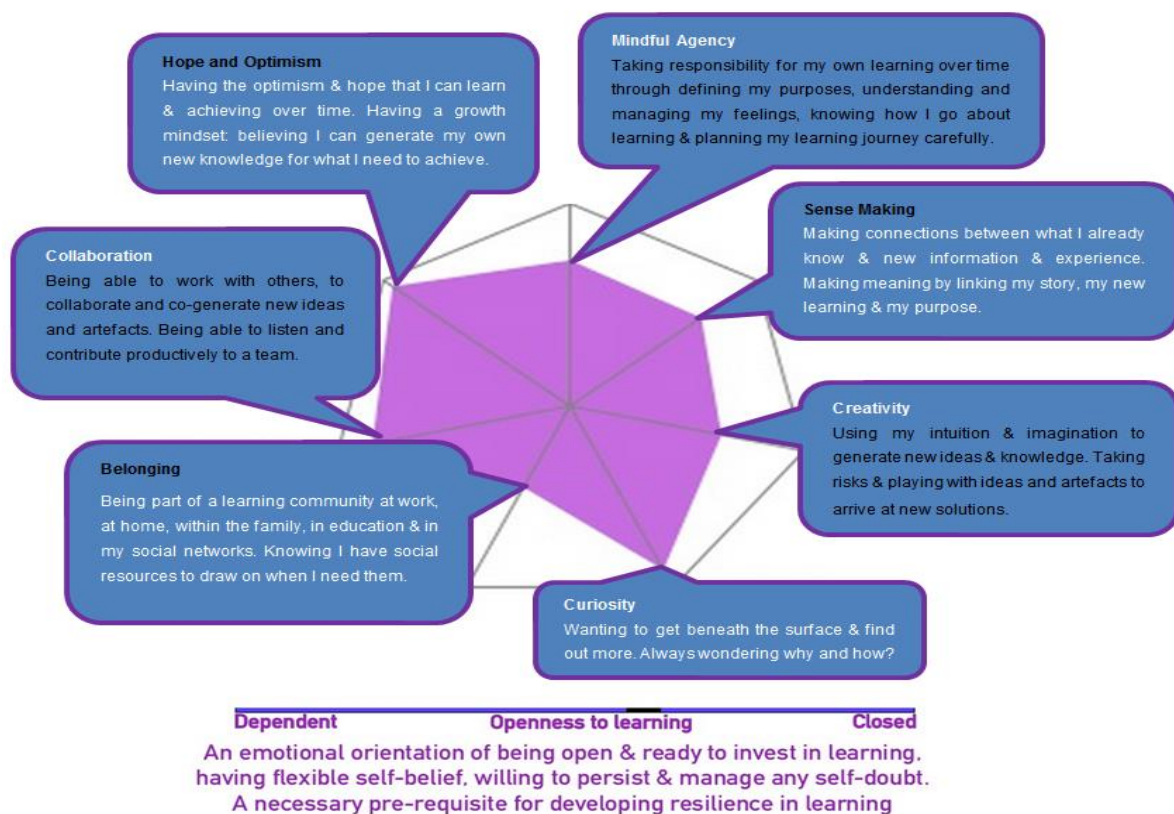 Hope and Optimism
Having the optimism & hope that I can learn
& achieving over time. Having a growth
mindset: believing I can generate my own
new knowledge for what I need to achieve.
Mindful Agency
Taking responsibility for my own learning over time
through defining my purposes, understanding and
managing my feelings, knowing how I go about
learning & planning my learning journey carefully.
Collaboration
Being able to work with others, to
collaborate and co-generate new ideas
and artefacts. Being able to listen and
contribute productively to a team.
Sense Making
Making connections between what I already
know & new information & experience.
Making meaning by linking my story, my new
learning & my purpose.
Belonging
Being part of a learning community at work,
at home, within the family, in education & in
my social networks. Knowing I have social
resources to draw on when I need them.
Creativity
Using my intuition & imagination to
generate new ideas & knowledge. Taking
risks & playing with ideas and artefacts to
arrive at new solutions.
Curiosity
Wanting to get beneath the surface & find
out more. Always wondering why and how?
Dependent Openness to learning Closed
An emotional orientation of being open & ready to invest in learning,
having flexible self-belief, willing to persist & manage any self-doubt.
A necessary pre-requisite for developing resilience in learning